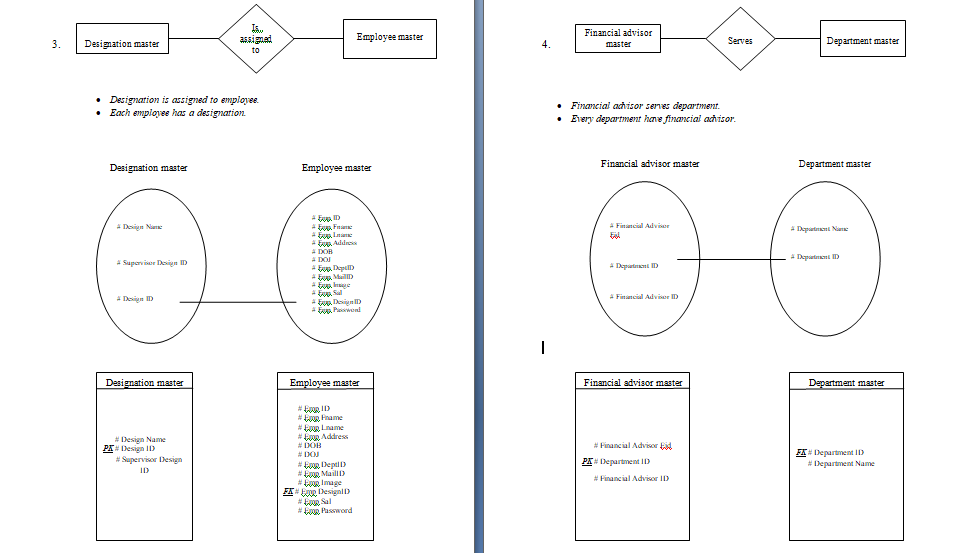 3.
Designation master
Is
assigned
to
Employee master
• Designation is assigned to employee.
• Each employee has a designation.
Designation master
Employee master
# Design Name
# Supervisor Design ID
# Design ID
# Emp ID
# Emp Fname
# Emp Lname
# Emp Address
# DOB
# DOJ
# Emp DeptID
# Emp MailID
# Emp Image
# Emp Sal
# Emp DesignID
# Emp Password
Designation master
# Design Name
PK # Design ID
# Supervisor Design
ID
Employee master
# Emp ID
# Emp Fname
# Emp Lname
# Emp Address
# DOB
# DOJ
# Emp DeptID
# Emp MailID
# Emp Image
FK # Emp DesignID
# Emp Sal
# Emp Password
4.
Financial advisor
master
Serves
Department master
• Financial advisor serves department.
• Every department have financial advisor.
Financial advisor master
Department master
# Financial Advisor
Eid
# Department ID
# Financial Advisor ID
# Department Name
# Department ID
Financial advisor master
# Financial Advisor Eid
PK # Department ID
# Financial Advisor ID
Department master
FK # Department ID
# Department Name